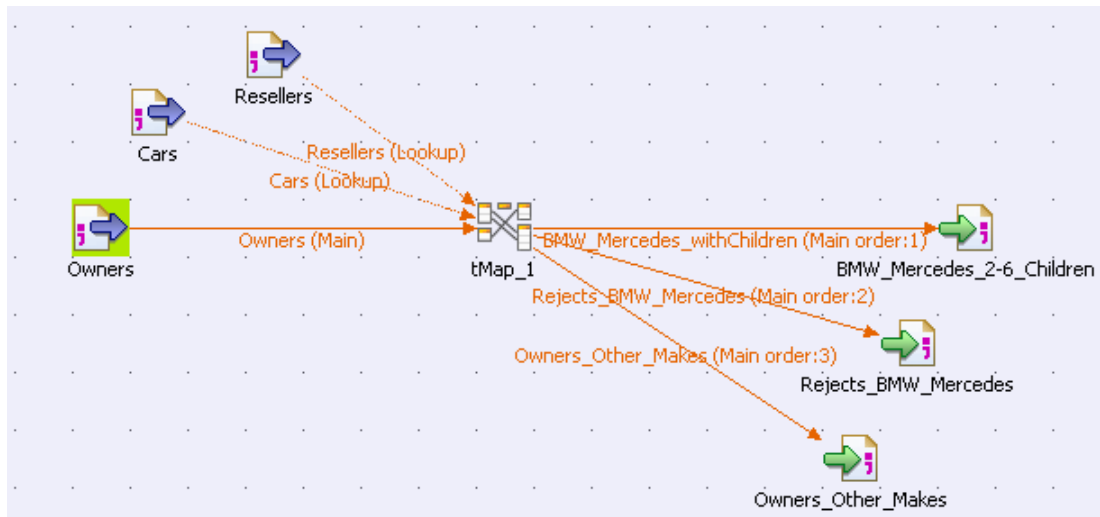 Resellers
Cars
Resellers (Lookup)
Cars (Lookup)
Owners (Main)
BMW_Mercedes_withChildren (Main order:1)
Owners
tMap_1
BMW_Mercedes_2-6_Children
Rejects_BMW_Mercedes (Main order:2)
Owners_Other_Makes (Main order:3)
Rejects_BMW_Mercedes
Owners_Other_Makes